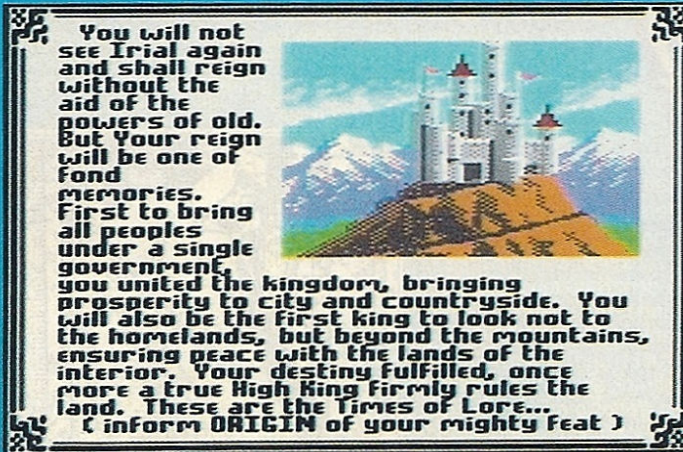 You will not
see Irial again
and shall reign
without the
aid of the
powers of old.
But Your reign
will be one of
fond
memories.
First to bring
all peoples
under a single
government,
you united the kingdom, bringing
prosperity to city and countryside. You
will also be the first king to look not to
the homelands, but beyond the mountains,
ensuring peace with the lands of the
interior. Your destiny fulfilled, once
more a true High King firmly rules the
land. These are the Times of Lore...
( inform ORIGIN of your mighty feat )